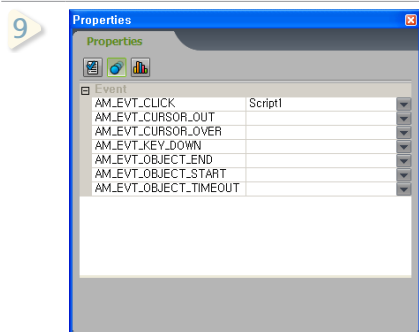 9
Properties
Properties
Event
AM_EVT_CLICK Script1
AM_EVT_CURSOR_OUT
AM_EVT_CURSOR_OVER
AM_EVT_KEY_DOWN
AM_EVT_OBJECT_END
AM_EVT_OBJECT_START
AM_EVT_OBJECT_TIMEOUT